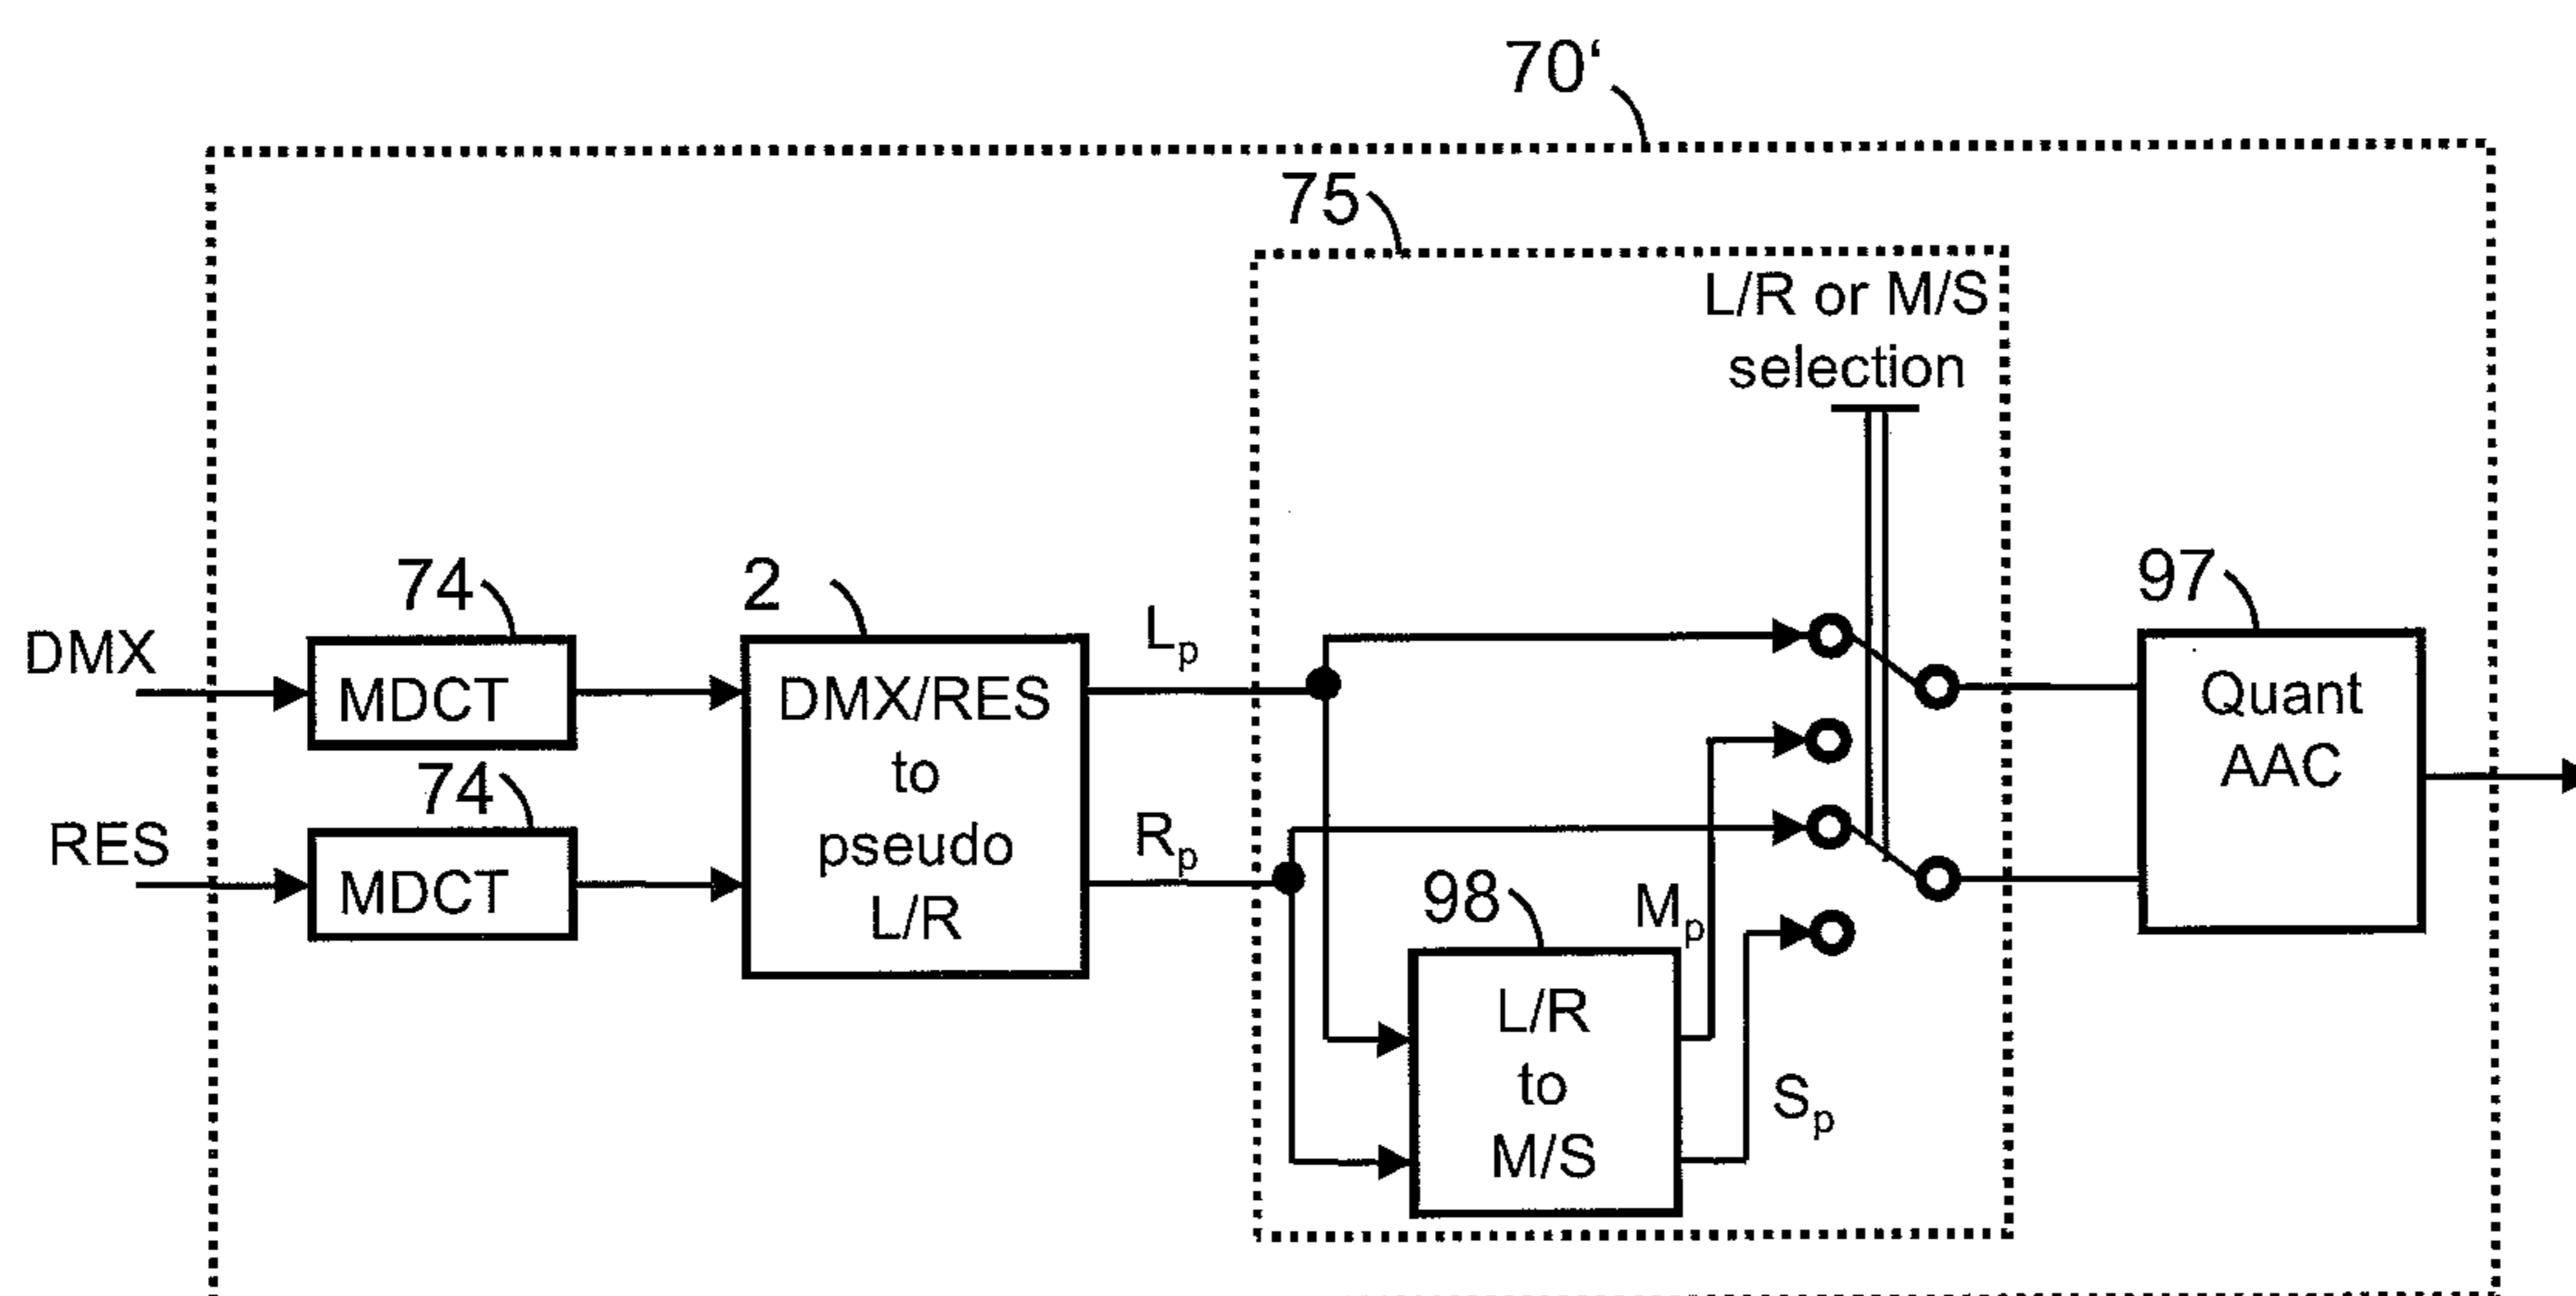 70'
75
L/R or M/S
selection
74
2
97
DMX
MDCT
DMX/RES
to
pseudo
L/R
Lp
Quant
AAC
74
RES
MDCT
Rp
98
Mp
L/R
to
M/S
Sp